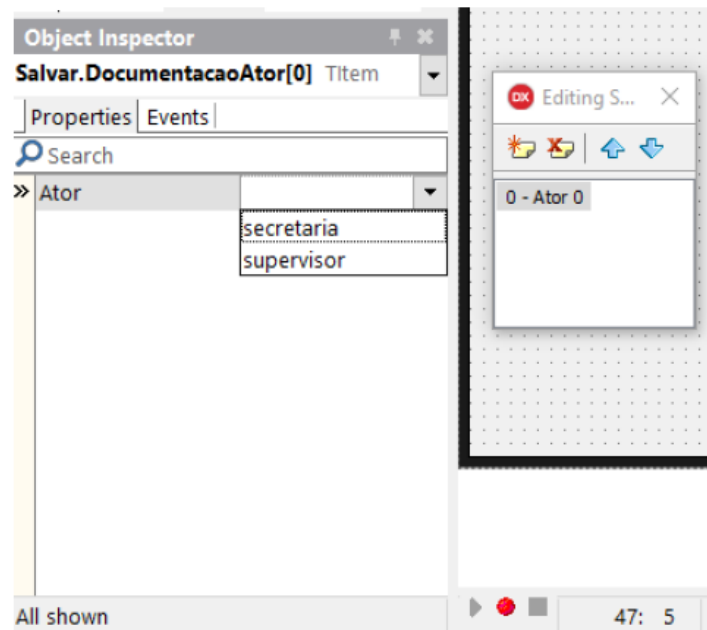 Object Inspector
Salvar.DocumentacaoAtor[0] TItem
Properties Events
Search
Ator
secretaria
supervisor
All shown
DX Editing S...
0 - Ator 0
47: 5